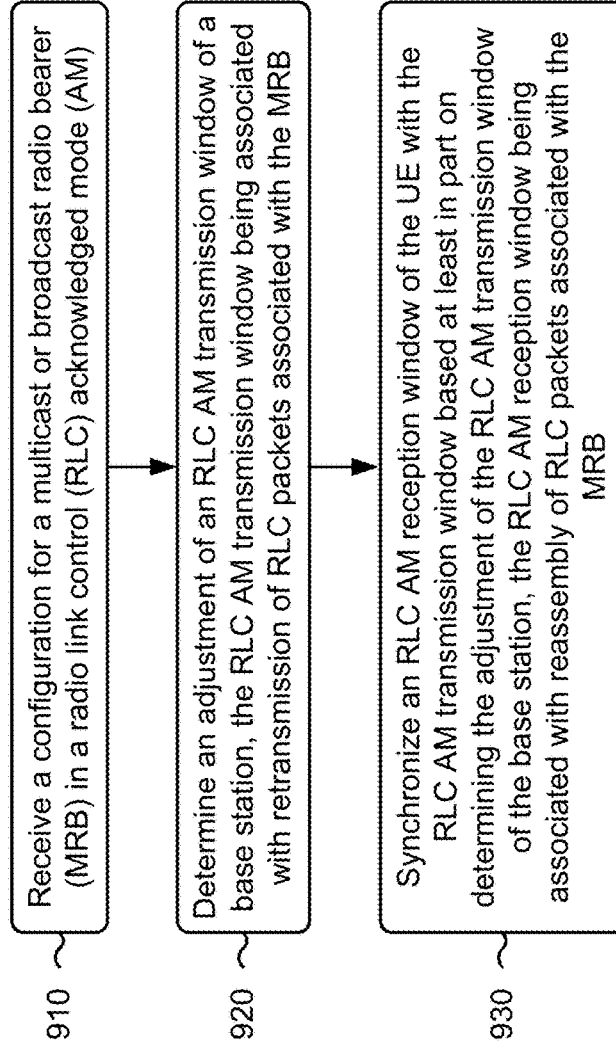 910
Receive a configuration for a multicast or broadcast radio bearer
(MRB) in a radio link control (RLC) acknowledged mode (AM)
920
Determine an adjustment of an RLC AM transmission window of a
base station, the RLC AM transmission window being associated
with retransmission of RLC packets associated with the MRB
930
Synchronize an RLC AM reception window of the UE with the
RLC AM transmission window based at least in part on
determining the adjustment of the RLC AM transmission window
of the base station, the RLC AM reception window being
associated with reassembly of RLC packets associated with the
MRB